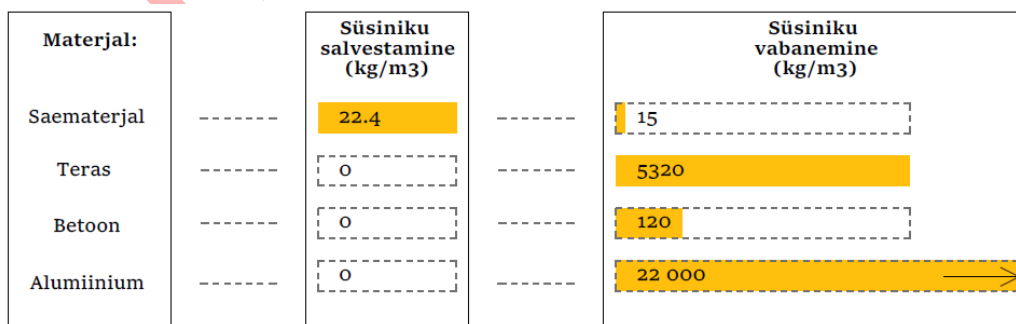 Materjal:
Süsiniku
salvestamine
(kg/m3)
Süsiniku
vabanemine
(kg/m3)
Saematerjal
22.4
15
Teras
0
5320
Betoon
0
120
Alumiinium
0
22 000